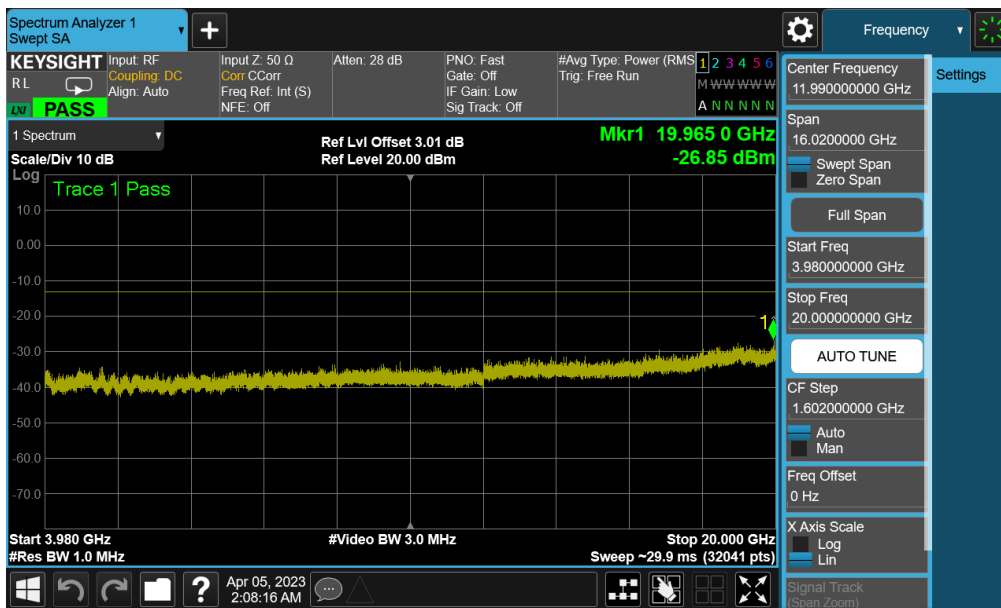 Spectrum Analyzer 1
Swept SA
Frequency
KEYSIGHT
R L
LXI
PASS
Input: RF
Coupling: DC
Align: Auto
Input Z: 50 Ω
Corr CCorr
Freq Ref: Int (S)
NFE: Off
Atten: 28 dB
PNO: Fast
Gate: Off
IF Gain: Low
Sig Track: Off
#Avg Type: Power (RMS
Trig: Free Run
1 2 3 4 5 6
M W W W W W
A N N N N N
1 Spectrum
Scale/Div 10 dB
Ref Lvl Offset 3.01 dB
Ref Level 20.00 dBm
Mkr1 19.965 0 GHz
-26.85 dBm
Log
Trace 1 Pass
10.0
0.00
-10.0
-20.0
-30.0
-40.0
-50.0
-60.0
-70.0
1
Start 3.980 GHz
#Res BW 1.0 MHz
#Video BW 3.0 MHz
Stop 20.000 GHz
Sweep ~29.9 ms (32041 pts)
Center Frequency
11.990000000 GHz
Span
16.0200000 GHz
Swept Span
Zero Span
Full Span
Start Freq
3.980000000 GHz
Stop Freq
20.000000000 GHz
AUTO TUNE
CF Step
1.602000000 GHz
Auto
Man
Freq Offset
0 Hz
X Axis Scale
Log
Lin
Signal Track
(Span Zoom)
Settings
?
Apr 05, 2023
2:08:16 AM